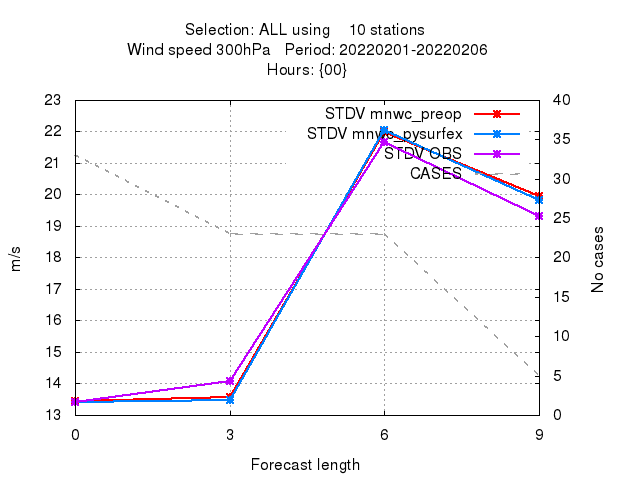 Selection: ALL using 10 stations
Wind speed 300hPa Period: 20220201-20220206
Hours: {00}
STDV mnwc_preop
STDV mnwc_pysurfex
STDV OBS
CASES
23
22
21
20
19
18
17
16
15
14
13
m/s
40
35
30
25
20
15
10
5
0
No cases
0 3 6 9
Forecast length